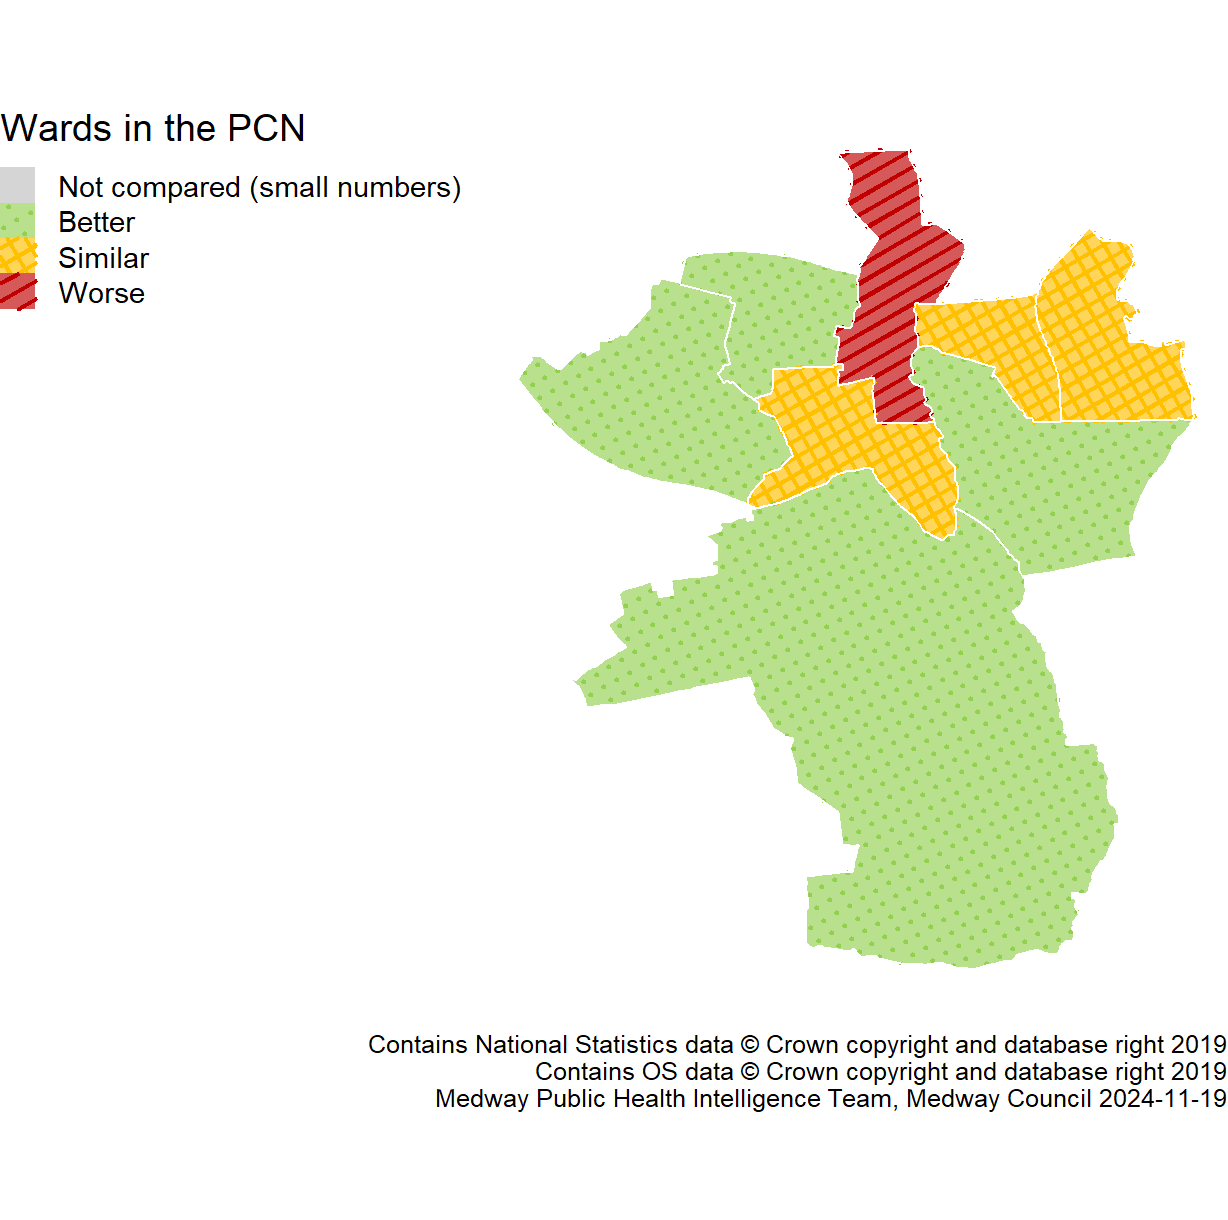 Wards in the PCN
Not compared (small numbers)
Better
Similar
Worse
Contains National Statistics data © Crown copyright and database right 2019
Contains OS data © Crown copyright and database right 2019
Medway Public Health Intelligence Team, Medway Council 2024-11-19